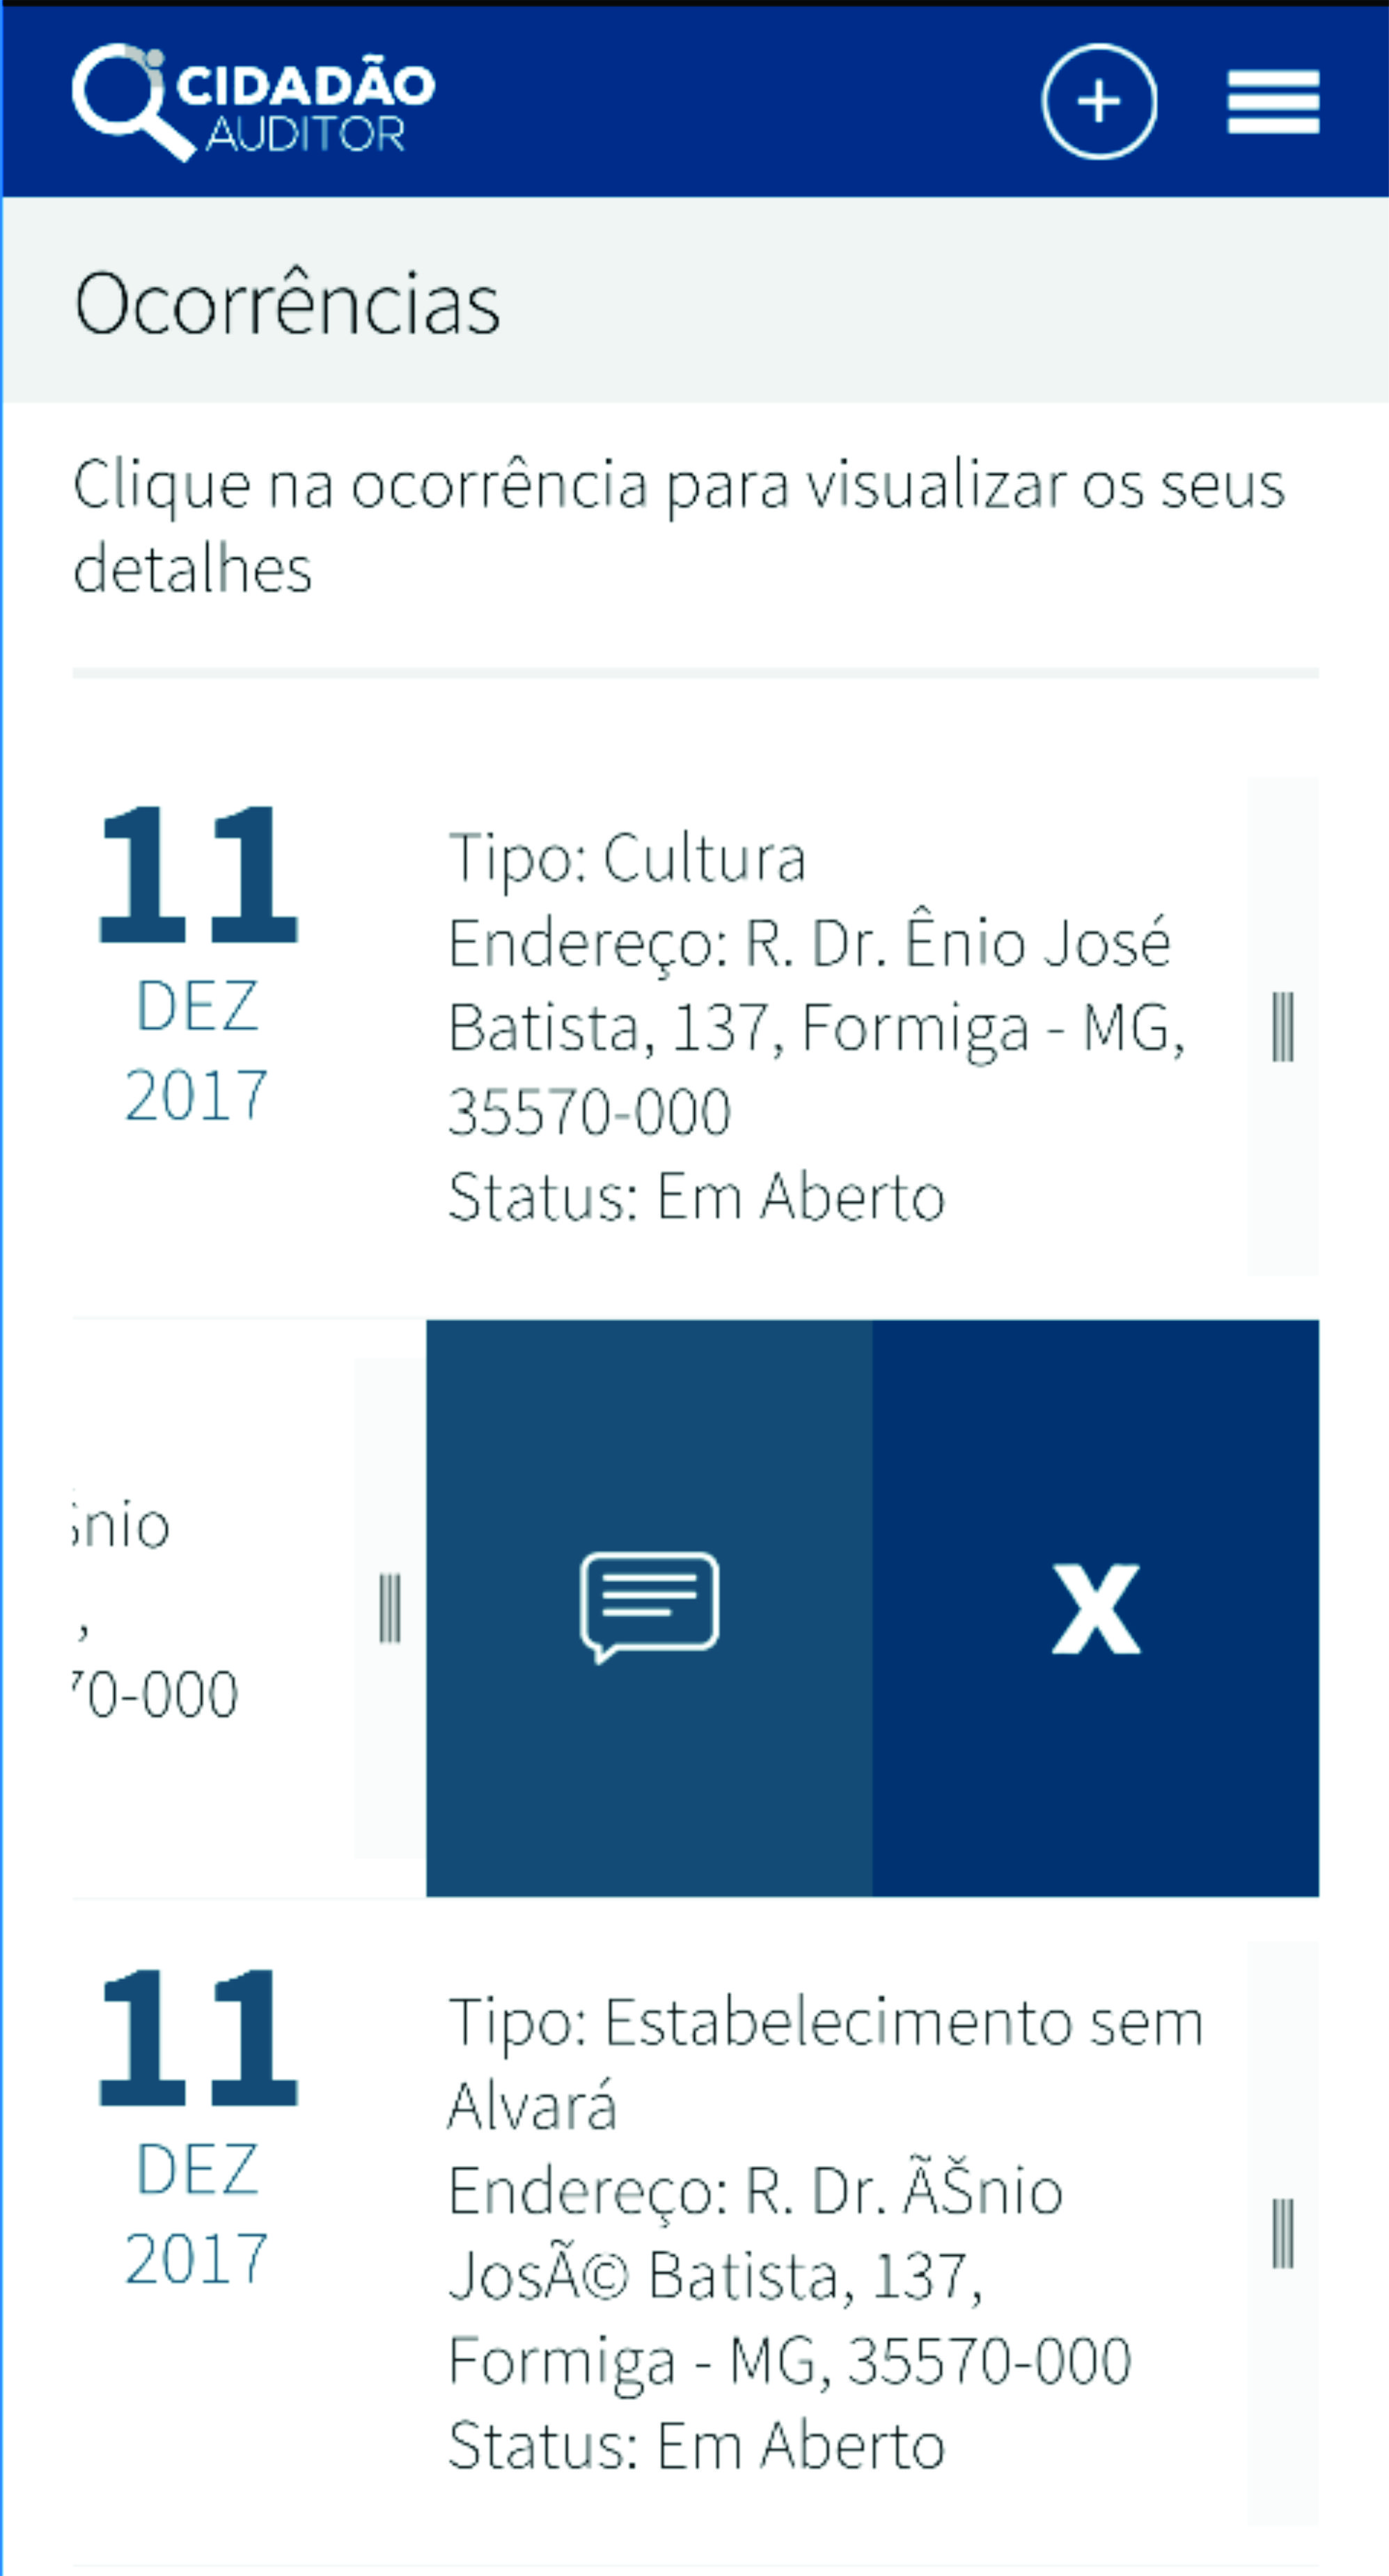 CIDADÃO
AUDITOR
Ocorrências
Clique na ocorrência para visualizar os seus
detalhes
11
DEZ
2017
Tipo: Cultura
Endereço: R. Dr. Ênio José
Batista, 137, Formiga - MG,
35570-000
Status: Em Aberto
nio
,
0-000
X
11
DEZ
2017
Tipo: Estabelecimento sem
Alvará
Endereço: R. Dr. ÃŠnio
JosÃ© Batista, 137,
Formiga - MG, 35570-000
Status: Em Aberto